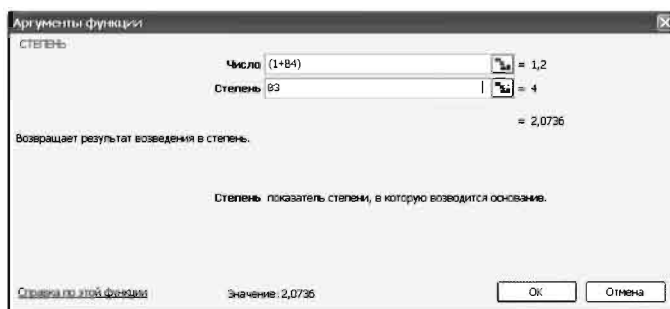 Аргументы функции
СТЕПЕНЬ
Число (1+B4) = 1,2
Степень B3 = 4
= 2,0736
Возвращает результат возведения в степень.
Степень показатель степени, в которую возводится основание.
Справка по этой функции Значение: 2,0736 ОК Отмена